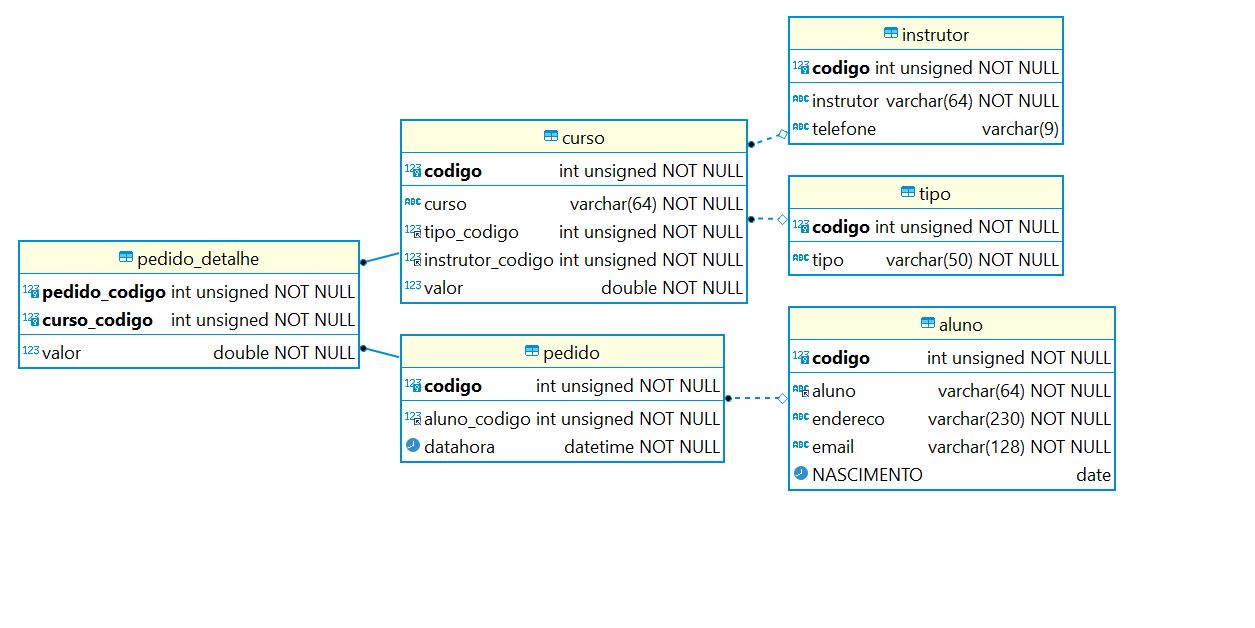 instrutor
codigo int unsigned NOT NULL
instrutor varchar(64) NOT NULL
telefone varchar(9)
curso
codigo int unsigned NOT NULL
curso varchar(64) NOT NULL
tipo_codigo int unsigned NOT NULL
instrutor_codigo int unsigned NOT NULL
valor double NOT NULL
tipo
codigo int unsigned NOT NULL
tipo varchar(50) NOT NULL
pedido_detalhe
pedido_codigo int unsigned NOT NULL
curso_codigo int unsigned NOT NULL
valor double NOT NULL
pedido
codigo int unsigned NOT NULL
aluno_codigo int unsigned NOT NULL
datahora datetime NOT NULL
aluno
codigo int unsigned NOT NULL
aluno varchar(64) NOT NULL
endereco varchar(230) NOT NULL
email varchar(128) NOT NULL
NASCIMENTO date